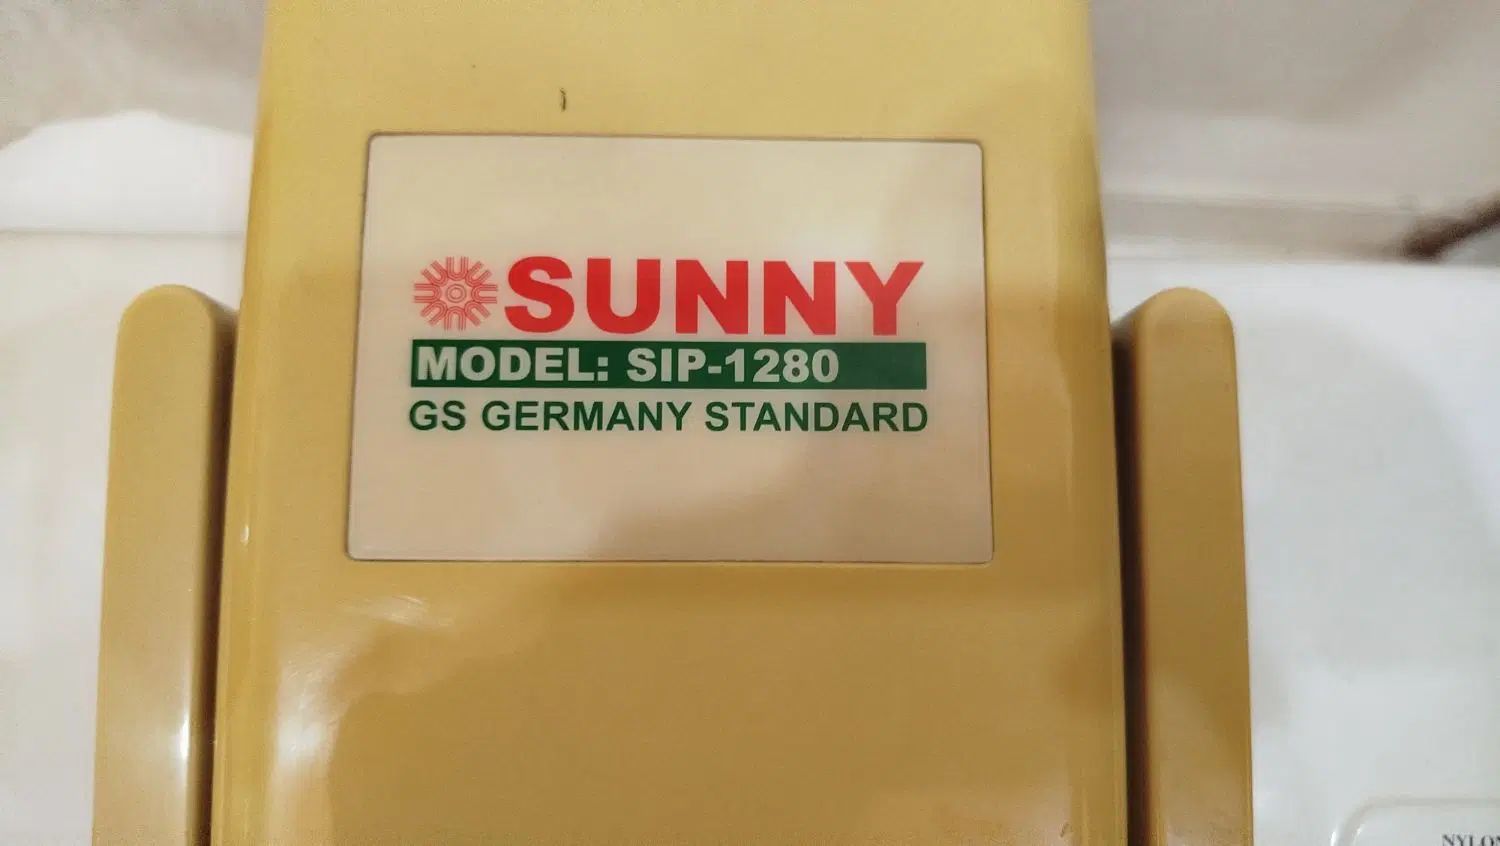 SUNNY
MODEL: SIP-1280
GS GERMANY STANDARD